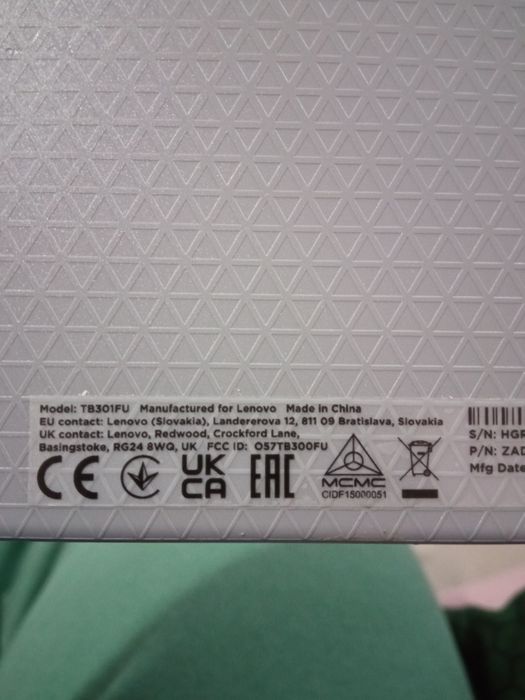 Model: TB301FU Manufactured for Lenovo Made in China
EU contact: Lenovo (Slovakia), Landererova 12, 811 09 Bratislava, Slovakia
UK contact: Lenovo, Redwood, Crockford Lane,
Basingstoke, RG24 8WQ, UK FCC ID: O57TB300FU
S/N: HGR
P/N: ZAD
Mfg Date
CE
UK
CA
EAC
MCMC
CIDF15000051